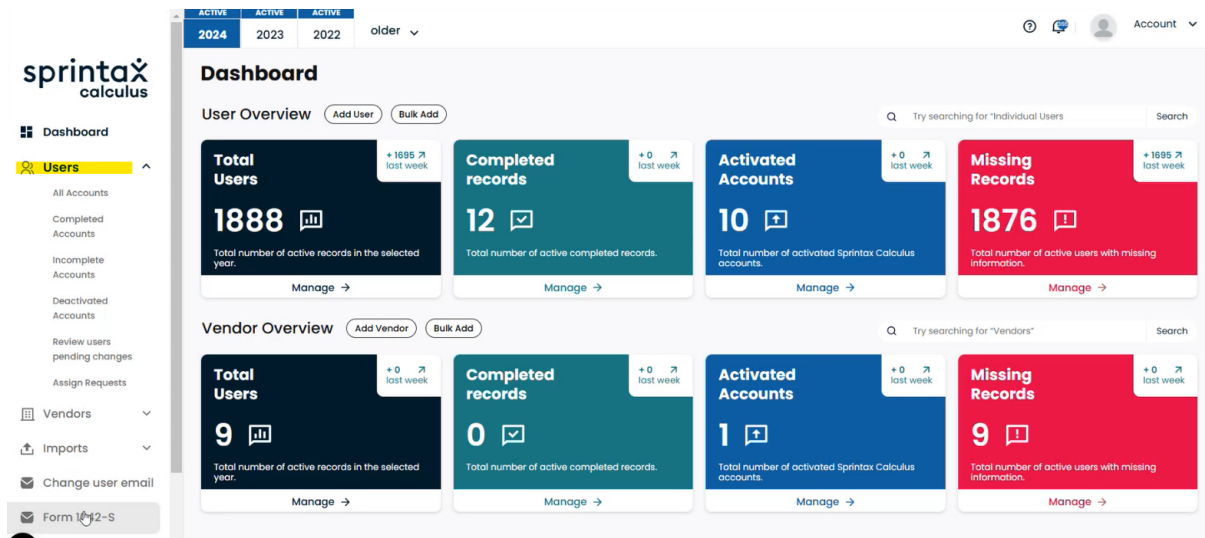 ACTIVE ACTIVE ACTIVE
2024 2023 2022 older
Account
sprintax
calculus
Dashboard
Users
All Accounts
Completed
Accounts
Incomplete
Accounts
Deactivated
Accounts
Review users
pending changes
Assign Requests
Vendors
Imports
Change user email
Form
Dashboard
User Overview Add User Bulk Add
Try searching for "Individual Users Search
Total
Users
+ 1695
last week
1888
Total number of active records in the selected
year.
Manage →
Completed
records
+ 0
last week
12
Total number of active completed records.
Manage →
Activated
Accounts
+ 0
last week
10
Total number of activated Sprintax Calculus
accounts.
Manage →
Missing
Records
+ 1695
last week
1876
Total number of active users with missing
information.
Manage →
Vendor Overview Add Vendor Bulk Add
Try searching for "Vendors" Search
Total
Users
+ 0
last week
9
Total number of active records in the selected
year.
Manage →
Completed
records
+ 0
last week
0
Total number of active completed records.
Manage →
Activated
Accounts
+ 0
last week
1
Total number of activated Sprintax Calculus
accounts.
Manage →
Missing
Records
+ 0
last week
9
Total number of active users with missing
information.
Manage →